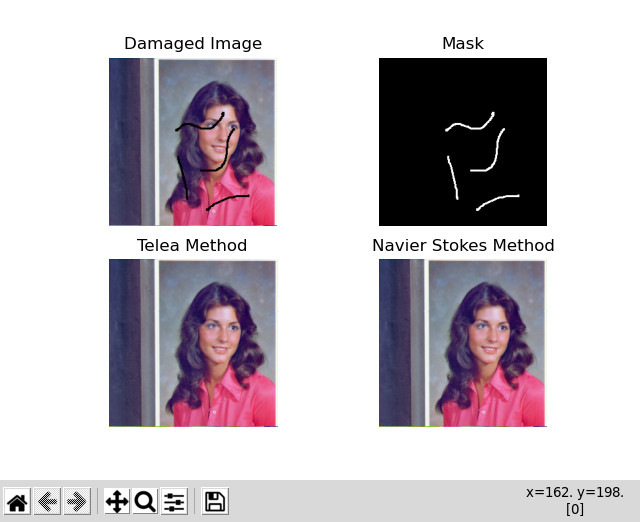 Damaged Image
Mask
Telea Method
Navier Stokes Method
x=162. y=198.
[0]